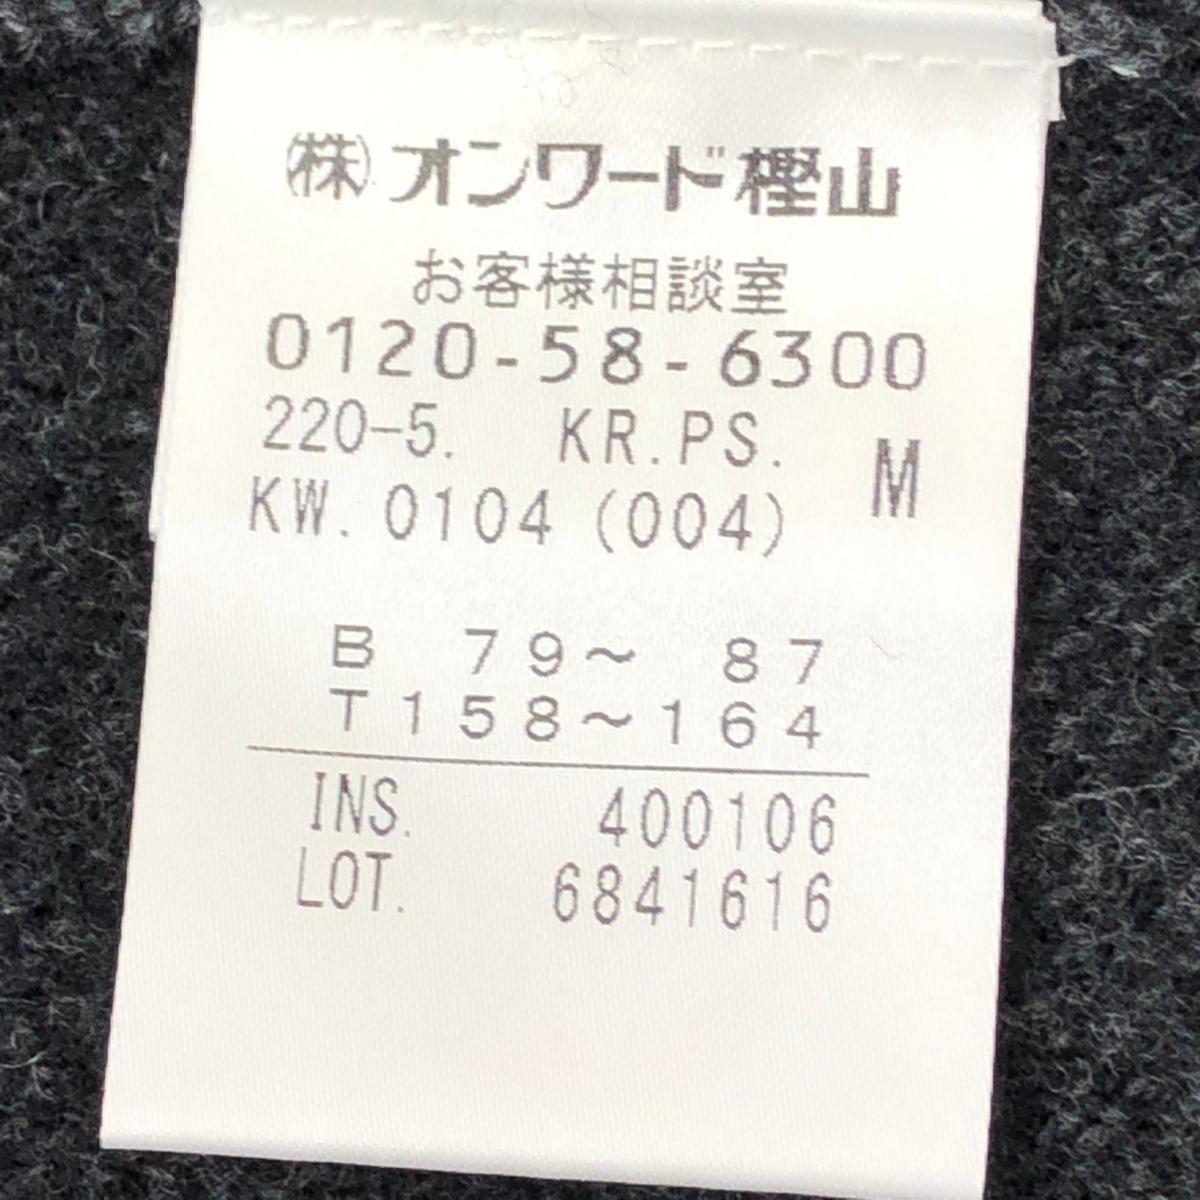 ㈱オンワード樫山
お客様相談室
0120-58-6300
220-5. KR.PS. M
KW.0104(004)
B 79〜 87
T158〜164
INS. 400106
LOT. 6841616